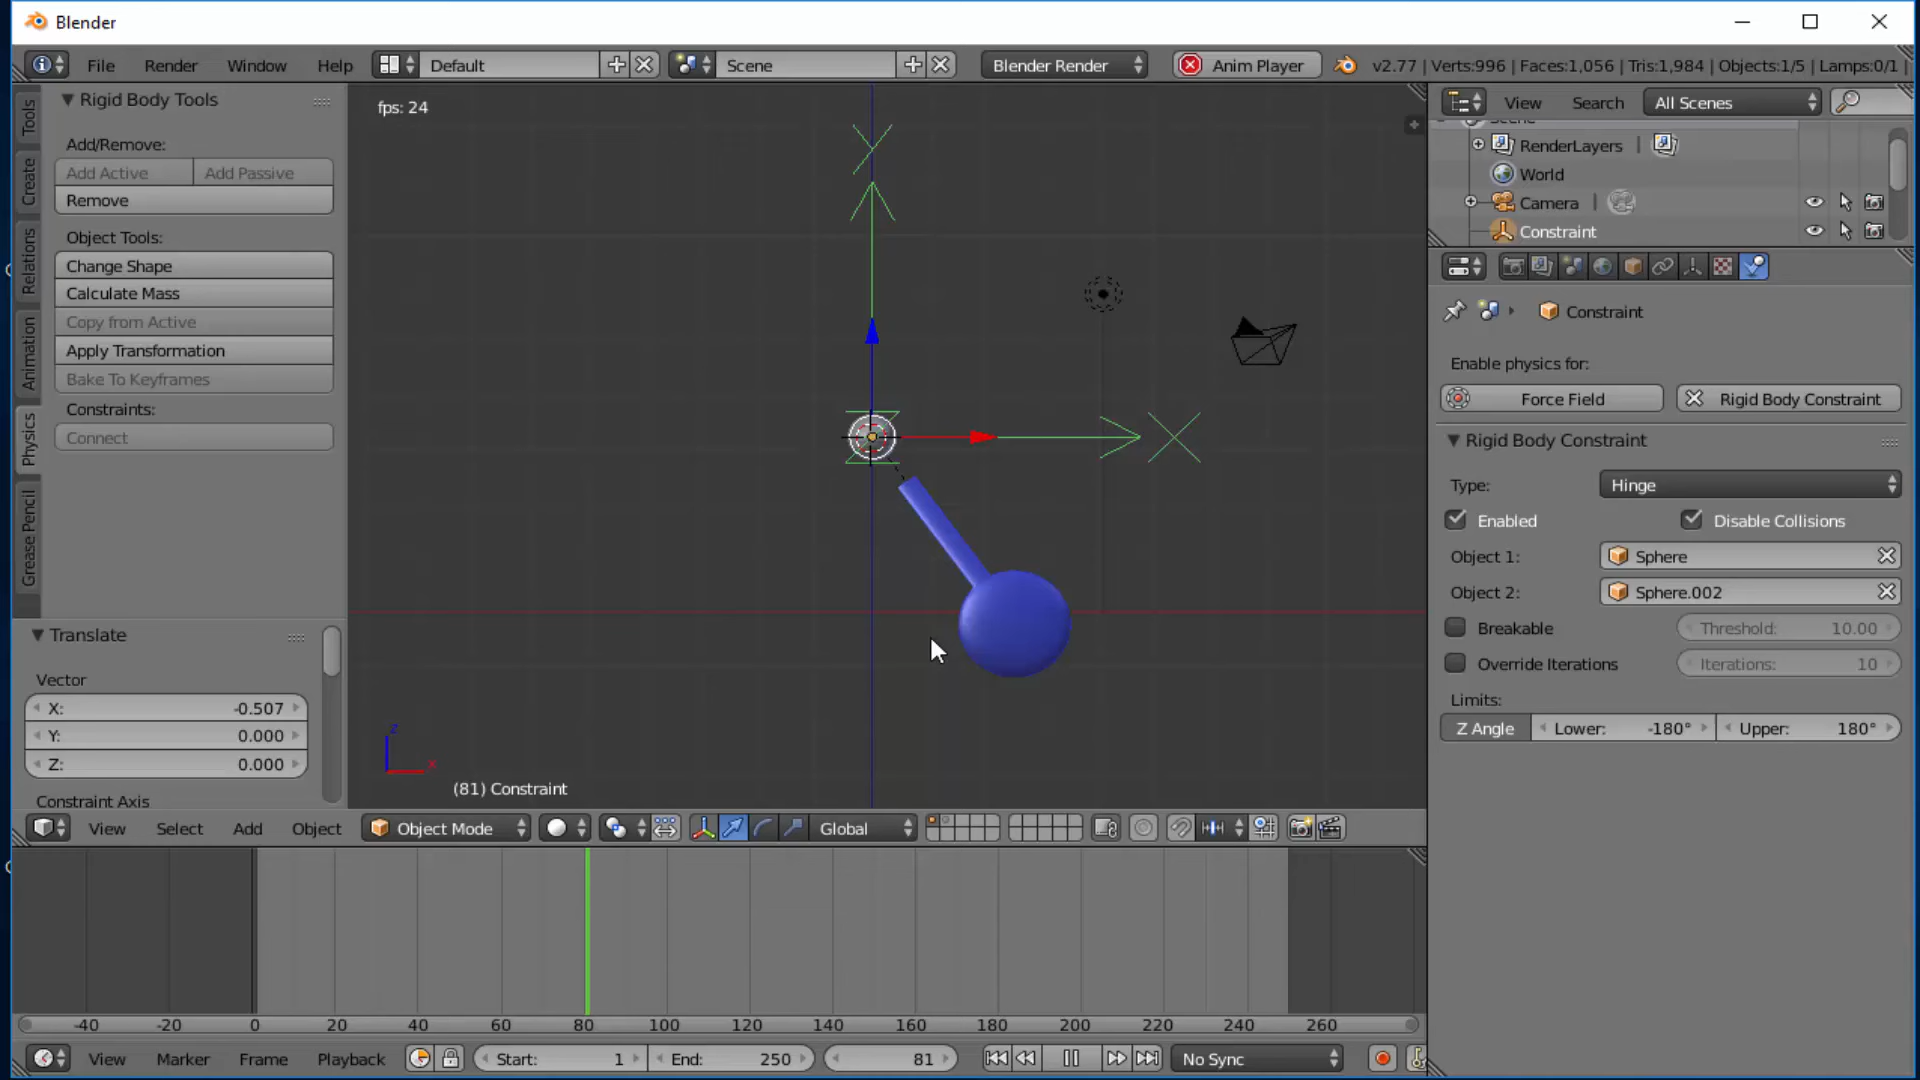 Blender
File Render Window Help Default Scene Blender Render Anim Player v2.77 | Verts:996 | Faces:1,056 | Tris:1,984 | Objects:1/5 | Lamps:0/1 |
Tools
Create
Relations
Animation
Physics
Grease Pencil
Rigid Body Tools
Add/Remove:
Add Active Add Passive
Remove
Object Tools:
Change Shape
Calculate Mass
Copy from Active
Apply Transformation
Bake To Keyframes
Constraints:
Connect
Translate
Vector
X: -0.507
Y: 0.000
Z: 0.000
Constraint Axis
fps: 24
z
x
(81) Constraint
View Search All Scenes
Scene
RenderLayers |
World
Camera |
Constraint
Constraint
Enable physics for:
Force Field Rigid Body Constraint
Rigid Body Constraint
Type: Hinge
Enabled Disable Collisions
Object 1: Sphere
Object 2: Sphere.002
Breakable Threshold: 10.00
Override Iterations Iterations: 10
Limits:
Z Angle Lower: -180° Upper: 180°
View Select Add Object Object Mode Global
-40 -20 0 20 40 60 80 100 120 140 160 180 200 220 240 260
View Marker Frame Playback Start: 1 End: 250 81 No Sync